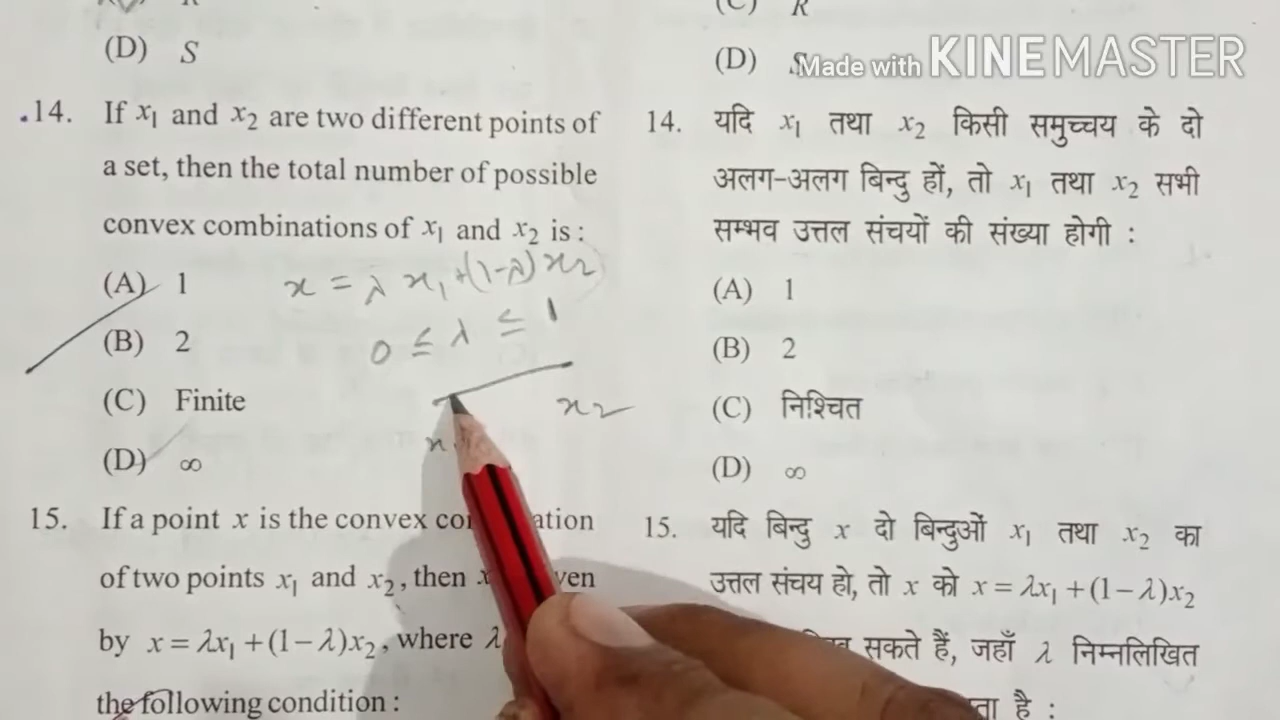 (D) S
.14. If x₁ and x₂ are two different points of
a set, then the total number of possible
convex combinations of x₁ and x₂ is :
(A) 1
x = λ x₁ +(1-λ) x₂
(B) 2
0 ≤ λ ≤ 1
(C) Finite
x₂
(D) ∞
15. If a point x is the convex
of two points x₁ and x₂, then
by x = λx₁ + (1 − λ)x₂, where λ
the following condition :
(C) R
(D) S
Made with KINEMASTER
14. यदि x₁ तथा x₂ किसी समुच्चय के दो
अलग-अलग बिन्दु हों, तो x₁ तथा x₂ सभी
सम्भव उत्तल संचयों की संख्या होगी :
(A) 1
(B) 2
(C) निश्चित
(D) ∞
15. यदि बिन्दु x दो बिन्दुओं x₁ तथा x₂ का
उत्तल संचय हो, तो x को x = λx₁ + (1 − λ)x₂
सकते हैं, जहाँ λ निम्नलिखित
है :